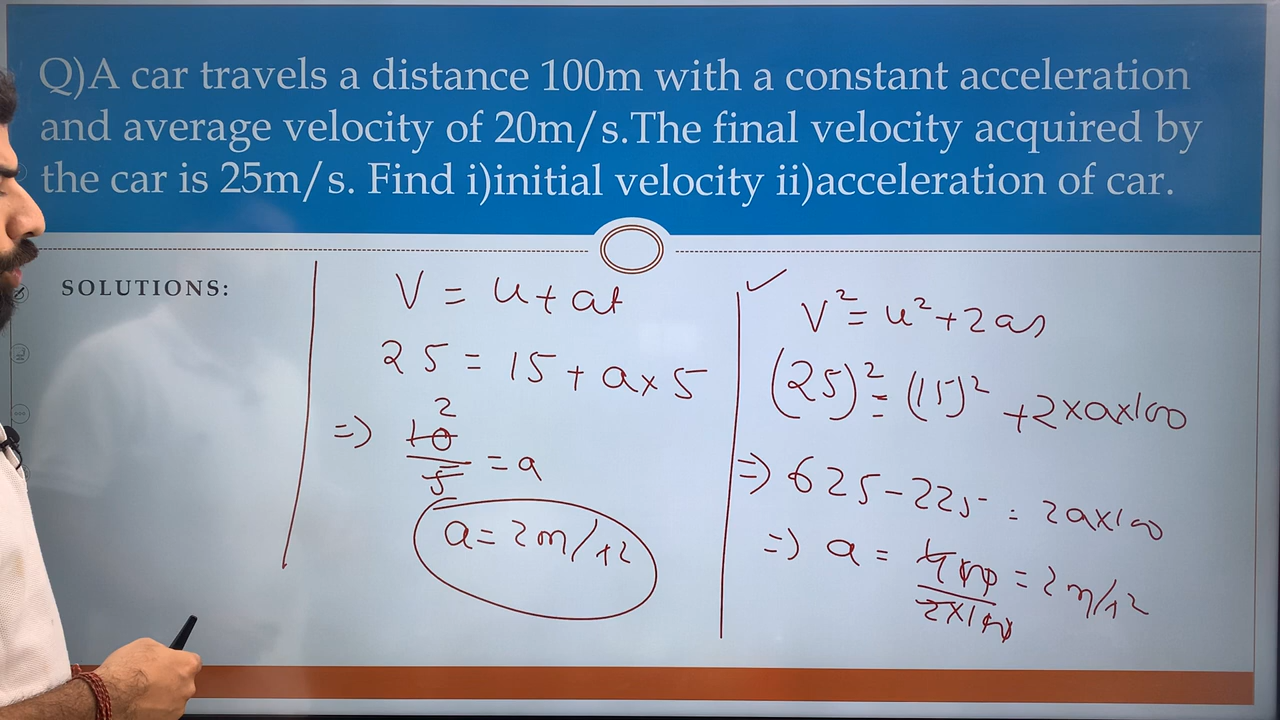 Q)A car travels a distance 100m with a constant acceleration
and average velocity of 20m/s.The final velocity acquired by
the car is 25m/s. Find i)initial velocity ii)acceleration of car.
SOLUTIONS:
V = u + at
25 = 15 + a×5
2
=> 10/5 = a
a = 2m/s2
✓
V² = u² + 2as
(25)² = (15)² + 2×a×100
=> 625 - 225 = 2a×100
=> a = 400/2×100 = 2m/s2